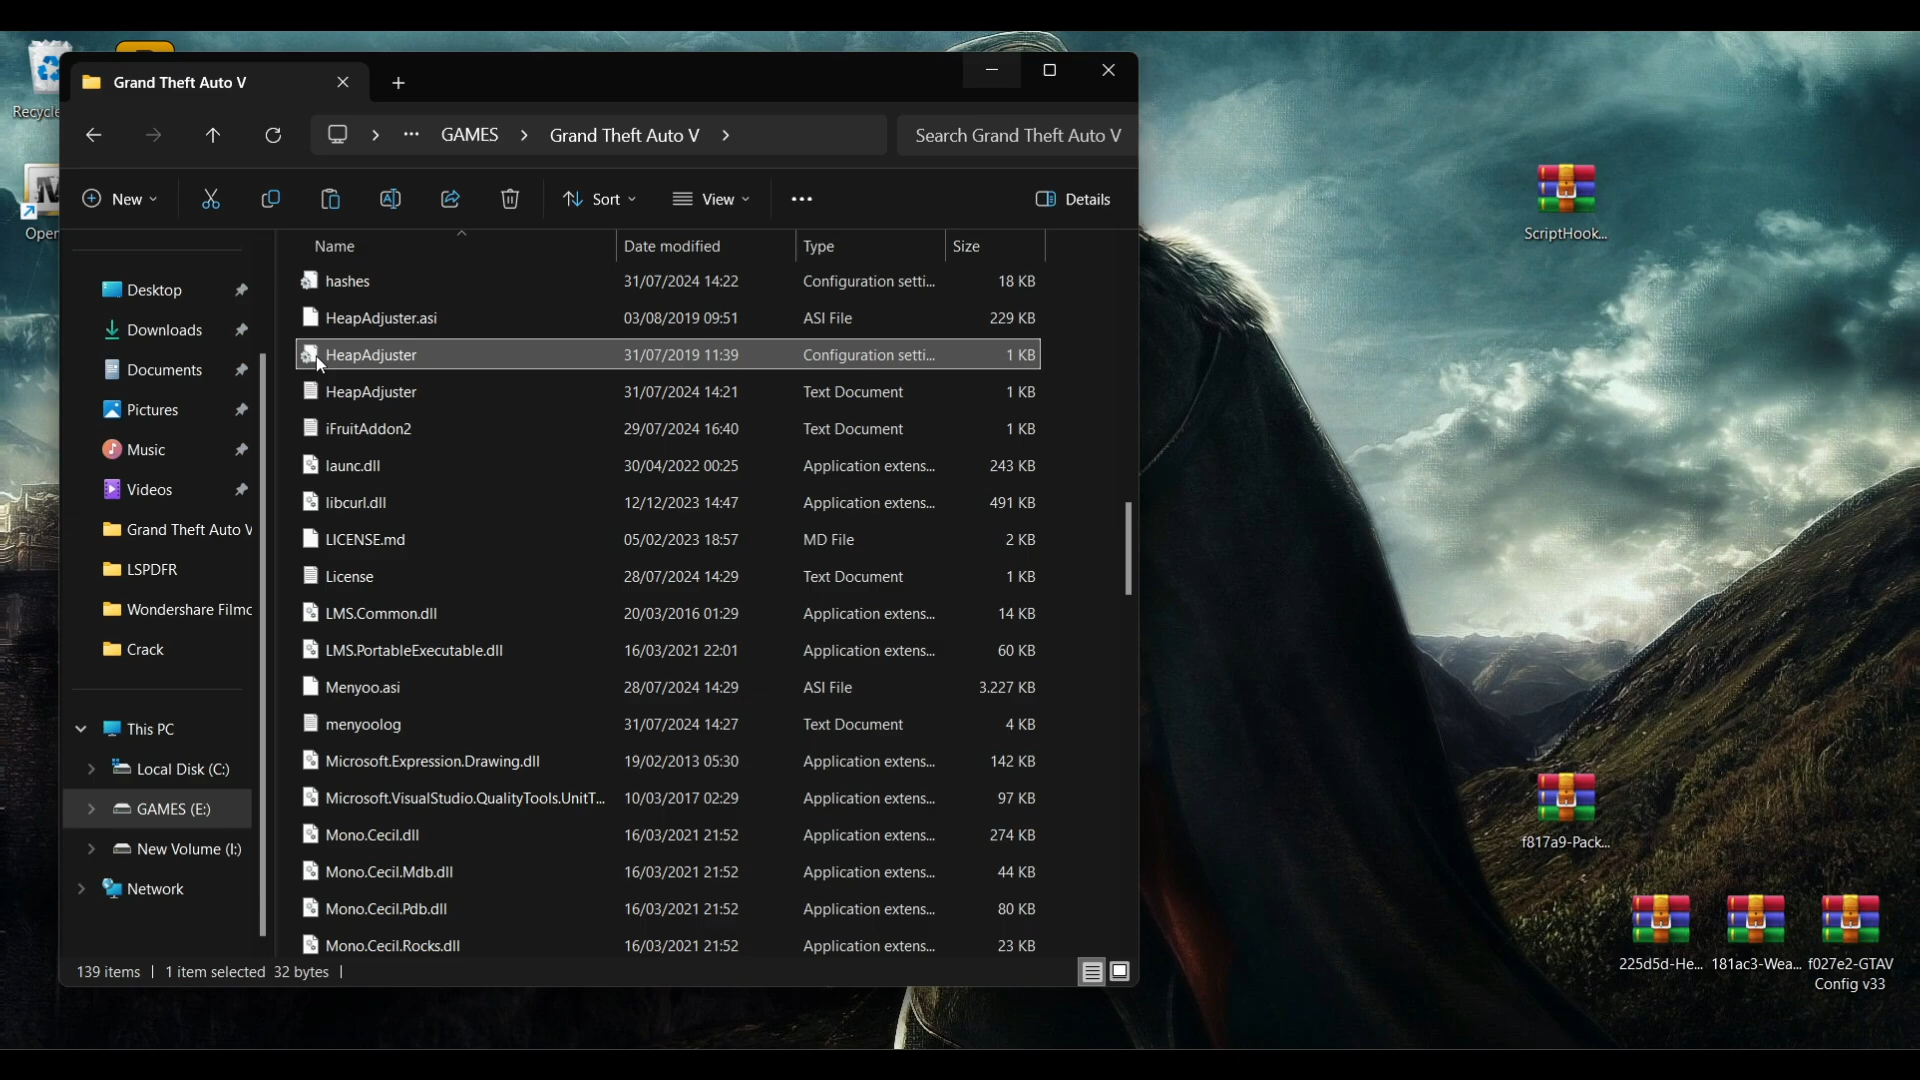 Grand Theft Auto V
Recycle
Open
GAMES
Grand Theft Auto V
Search Grand Theft Auto V
New
Sort
View
Details
Name Date modified Type Size
Desktop
Downloads
Documents
Pictures
Music
Videos
Grand Theft Auto V
LSPDFR
Wondershare Filmo
Crack
This PC
Local Disk (C:)
GAMES (E:)
New Volume (I:)
Network
hashes 31/07/2024 14:22 Configuration setti... 18 KB
HeapAdjuster.asi 03/08/2019 09:51 ASI File 229 KB
HeapAdjuster 31/07/2019 11:39 Configuration setti... 1 KB
HeapAdjuster 31/07/2024 14:21 Text Document 1 KB
iFruitAddon2 29/07/2024 16:40 Text Document 1 KB
launc.dll 30/04/2022 00:25 Application extens... 243 KB
libcurl.dll 12/12/2023 14:47 Application extens... 491 KB
LICENSE.md 05/02/2023 18:57 MD File 2 KB
License 28/07/2024 14:29 Text Document 1 KB
LMS.Common.dll 20/03/2016 01:29 Application extens... 14 KB
LMS.PortableExecutable.dll 16/03/2021 22:01 Application extens... 60 KB
Menyoo.asi 28/07/2024 14:29 ASI File 3.227 KB
menyoolog 31/07/2024 14:27 Text Document 4 KB
Microsoft.Expression.Drawing.dll 19/02/2013 05:30 Application extens... 142 KB
Microsoft.VisualStudio.QualityTools.UnitT... 10/03/2017 02:29 Application extens... 97 KB
Mono.Cecil.dll 16/03/2021 21:52 Application extens... 274 KB
Mono.Cecil.Mdb.dll 16/03/2021 21:52 Application extens... 44 KB
Mono.Cecil.Pdb.dll 16/03/2021 21:52 Application extens... 80 KB
Mono.Cecil.Rocks.dll 16/03/2021 21:52 Application extens... 23 KB
139 items 1 item selected 32 bytes
ScriptHook...
f817a9-Pack...
225d5d-He... 181ac3-Wea... f027e2-GTAV
Config v33